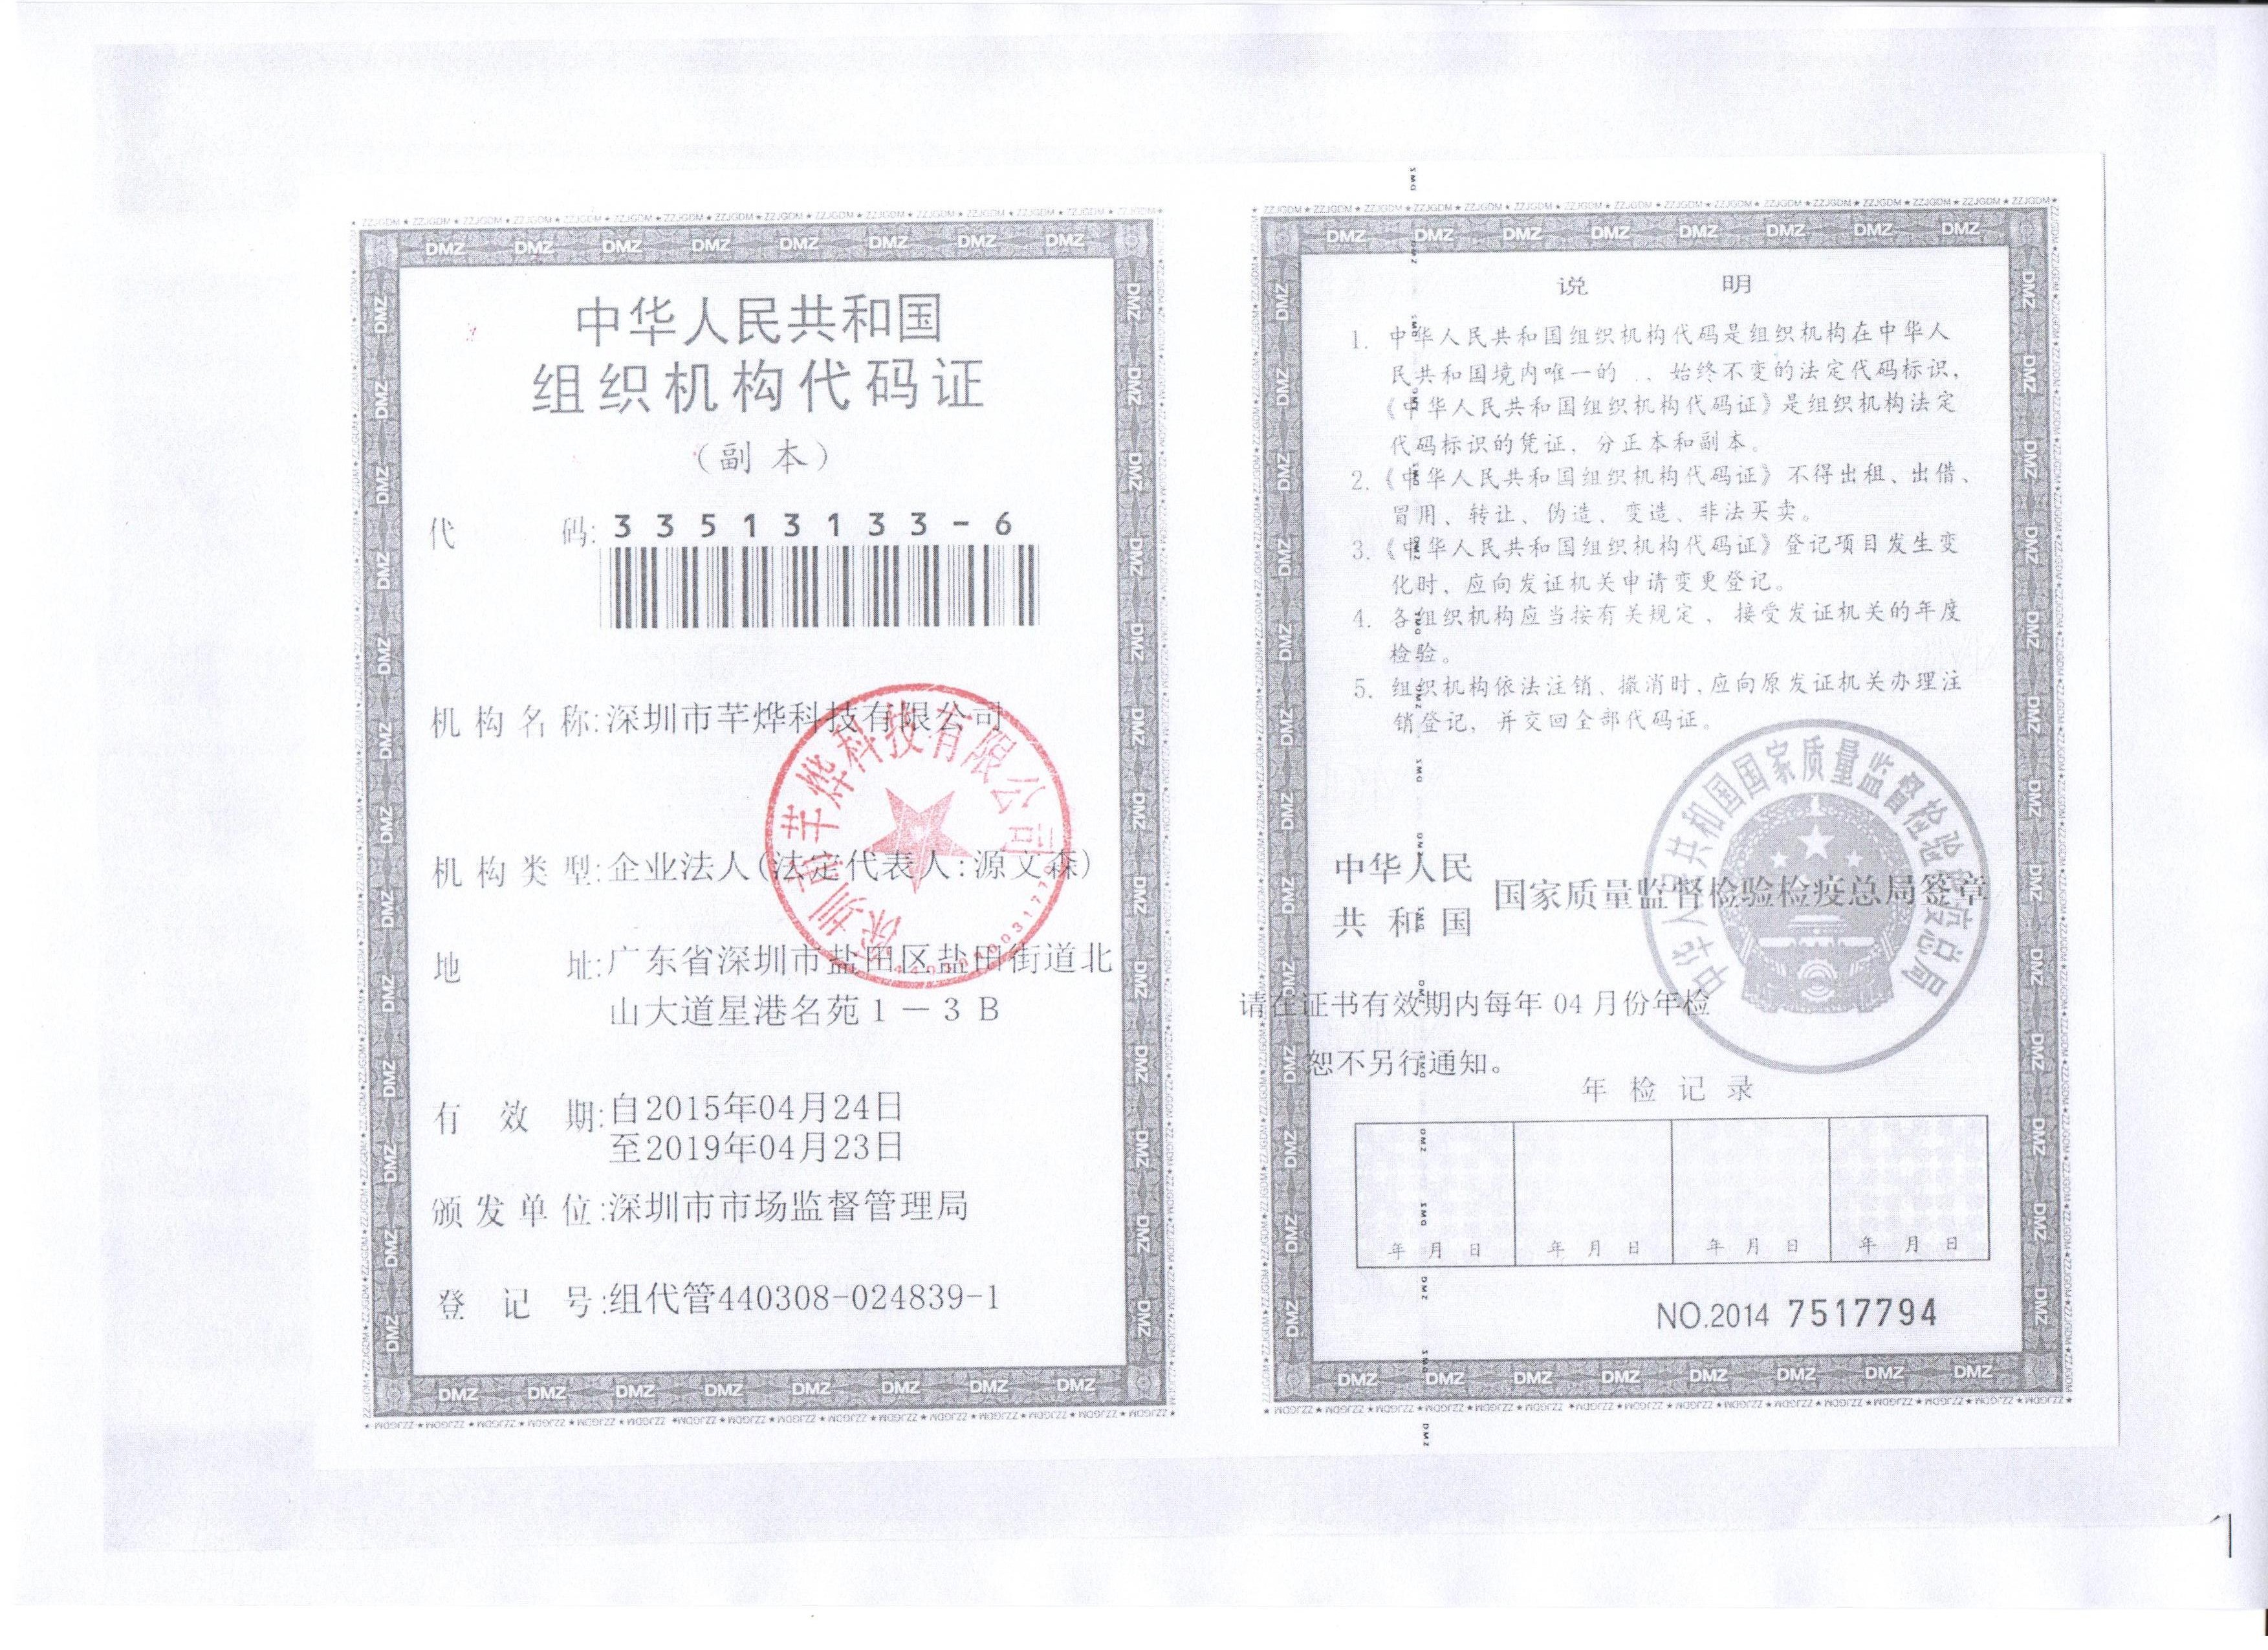 中华人民共和国
组织机构代码证
（副本）
代 码: 33513133-6
机构名称:深圳市芊烨科技有限公司
深圳市芊烨科技有限公司
机构类型:企业法人(法定代表人:源文森)
地 址:广东省深圳市盐田区盐田街道北
山大道星港名苑1－3B
有 效 期:自2015年04月24日
至2019年04月23日
颁发单位:深圳市市场监督管理局
登 记 号:组代管440308-024839-1
说 明
1. 中华人民共和国组织机构代码是组织机构在中华人
民共和国境内唯一的 、始终不变的法定代码标识,
《中华人民共和国组织机构代码证》是组织机构法定
代码标识的凭证，分正本和副本。
2.《中华人民共和国组织机构代码证》不得出租、出借、
冒用、转让、伪造、变造、非法买卖。
3.《中华人民共和国组织机构代码证》登记项目发生变
化时，应向发证机关申请变更登记。
4. 各组织机构应当按有关规定，接受发证机关的年度
检验。
5. 组织机构依法注销、撤消时,应向原发证机关办理注
销登记，并交回全部代码证。
中华人民
共和国
国家质量监督检验检疫总局签章
中华人民共和国国家质量监督检验检疫总局
请在证书有效期内每年 04 月份年检
恕不另行通知。
年检记录
年 月 日 年 月 日 年 月 日 年 月 日
NO.2014 7517794